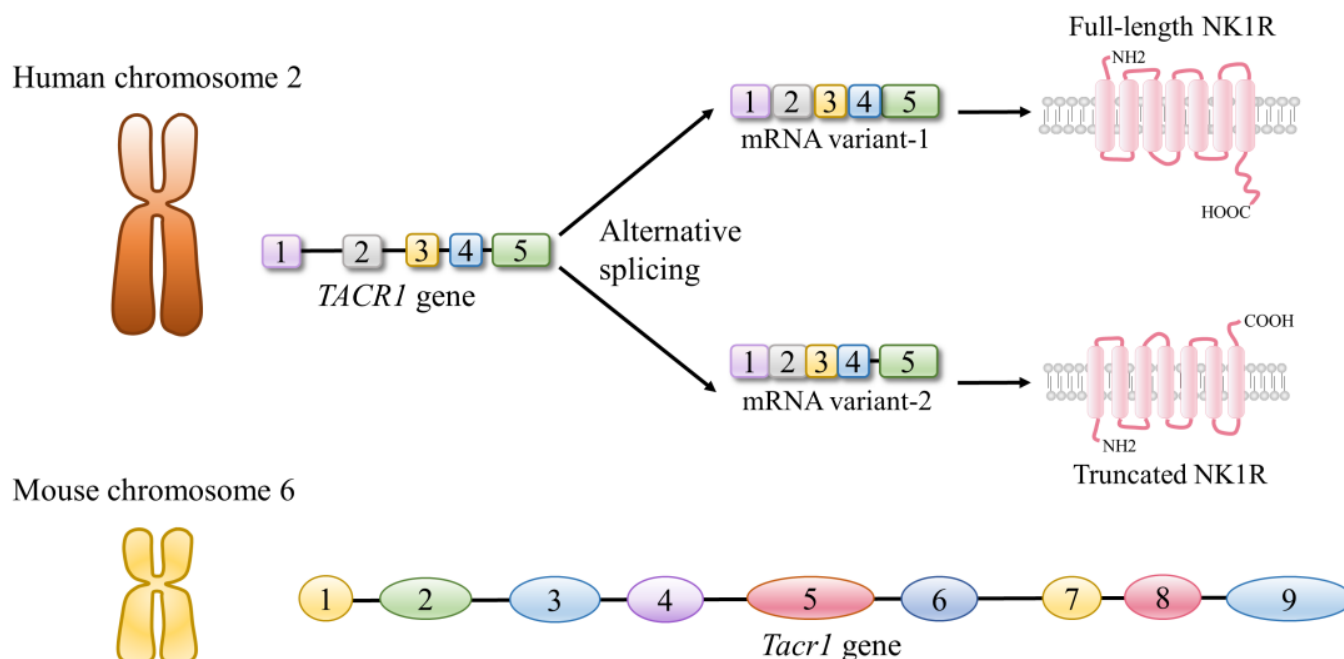 Full-length NK1R
Human chromosome 2
NH2
1 2 3 4 5
mRNA variant-1
HOOC
1 2 3 4 5
TACR1 gene
Alternative
splicing
COOH
1 2 3 4 5
mRNA variant-2
NH2
Truncated NK1R
Mouse chromosome 6
1 2 3 4 5 6 7 8 9
Tacr1 gene